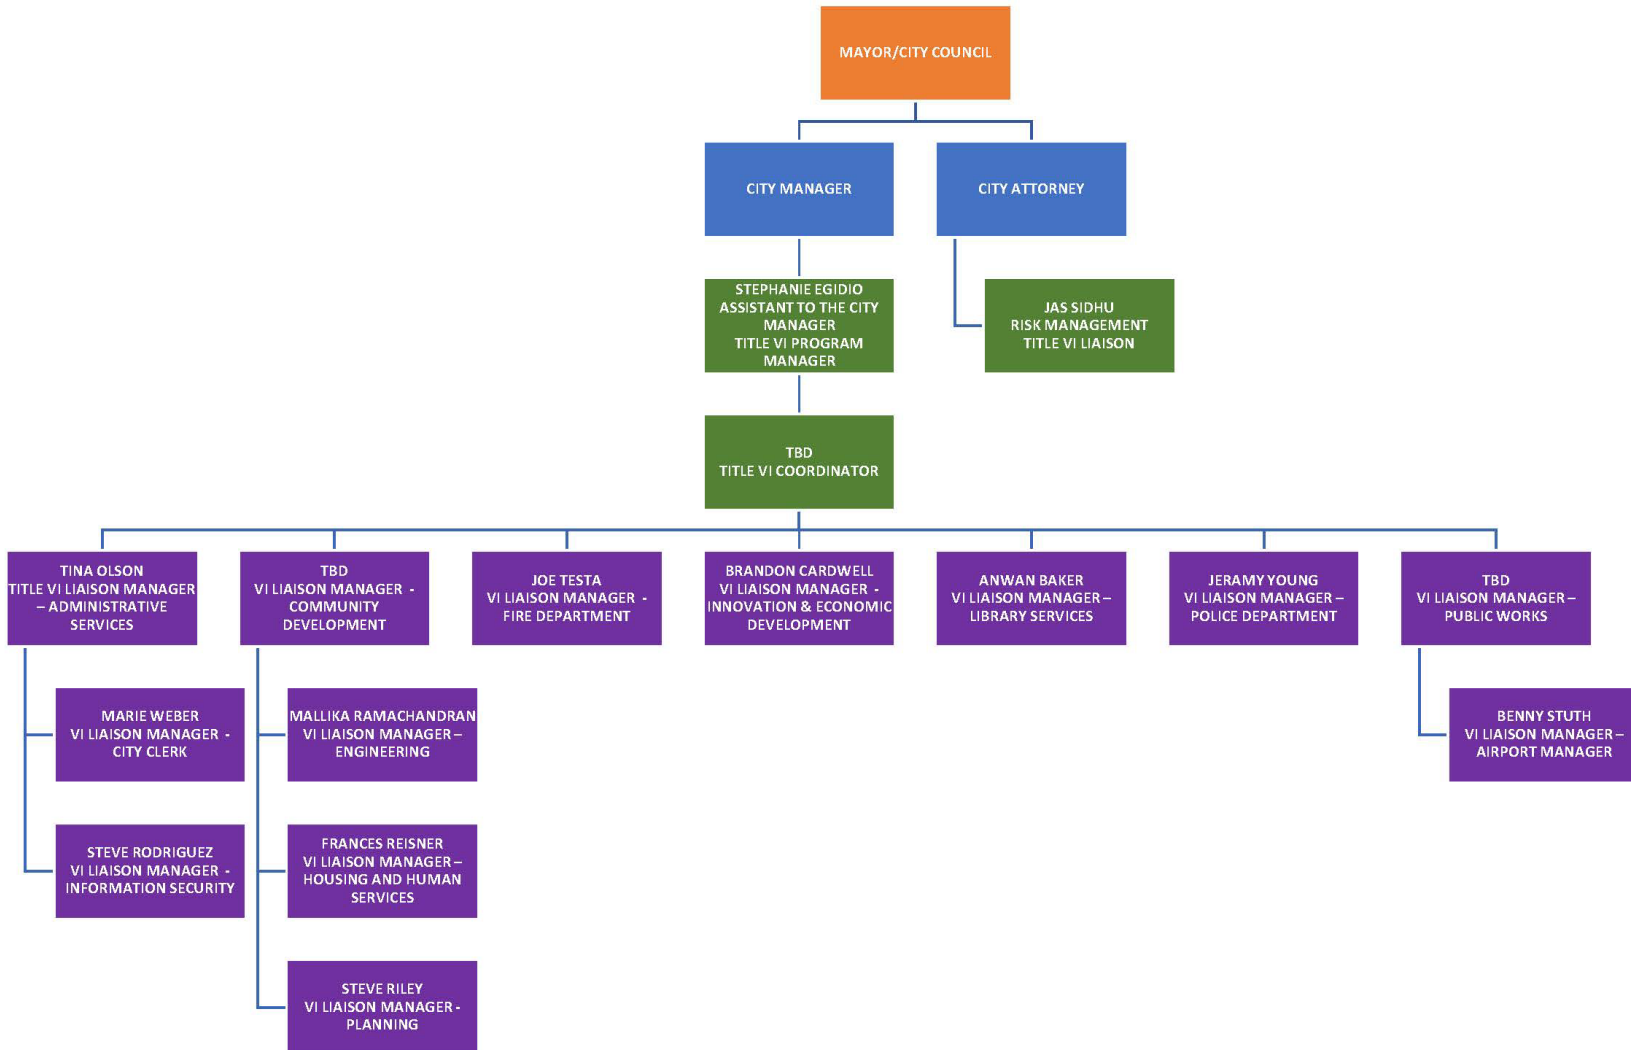 MAYOR/CITY COUNCIL
CITY MANAGER
CITY ATTORNEY
STEPHANIE EGIDIO
ASSISTANT TO THE CITY
MANAGER
TITLE VI PROGRAM
MANAGER
JAS SIDHU
RISK MANAGEMENT
TITLE VI LIAISON
TBD
TITLE VI COORDINATOR
TINA OLSON
TITLE VI LIAISON MANAGER
– ADMINISTRATIVE
SERVICES
TBD
VI LIAISON MANAGER -
COMMUNITY
DEVELOPMENT
JOE TESTA
VI LIAISON MANAGER -
FIRE DEPARTMENT
BRANDON CARDWELL
VI LIAISON MANAGER -
INNOVATION & ECONOMIC
DEVELOPMENT
ANWAN BAKER
VI LIAISON MANAGER –
LIBRARY SERVICES
JERAMY YOUNG
VI LIAISON MANAGER –
POLICE DEPARTMENT
TBD
VI LIAISON MANAGER –
PUBLIC WORKS
MARIE WEBER
VI LIAISON MANAGER -
CITY CLERK
STEVE RODRIGUEZ
VI LIAISON MANAGER -
INFORMATION SECURITY
MALLIKA RAMACHANDRAN
VI LIAISON MANAGER –
ENGINEERING
FRANCES REISNER
VI LIAISON MANAGER –
HOUSING AND HUMAN
SERVICES
STEVE RILEY
VI LIAISON MANAGER -
PLANNING
BENNY STUTH
VI LIAISON MANAGER –
AIRPORT MANAGER